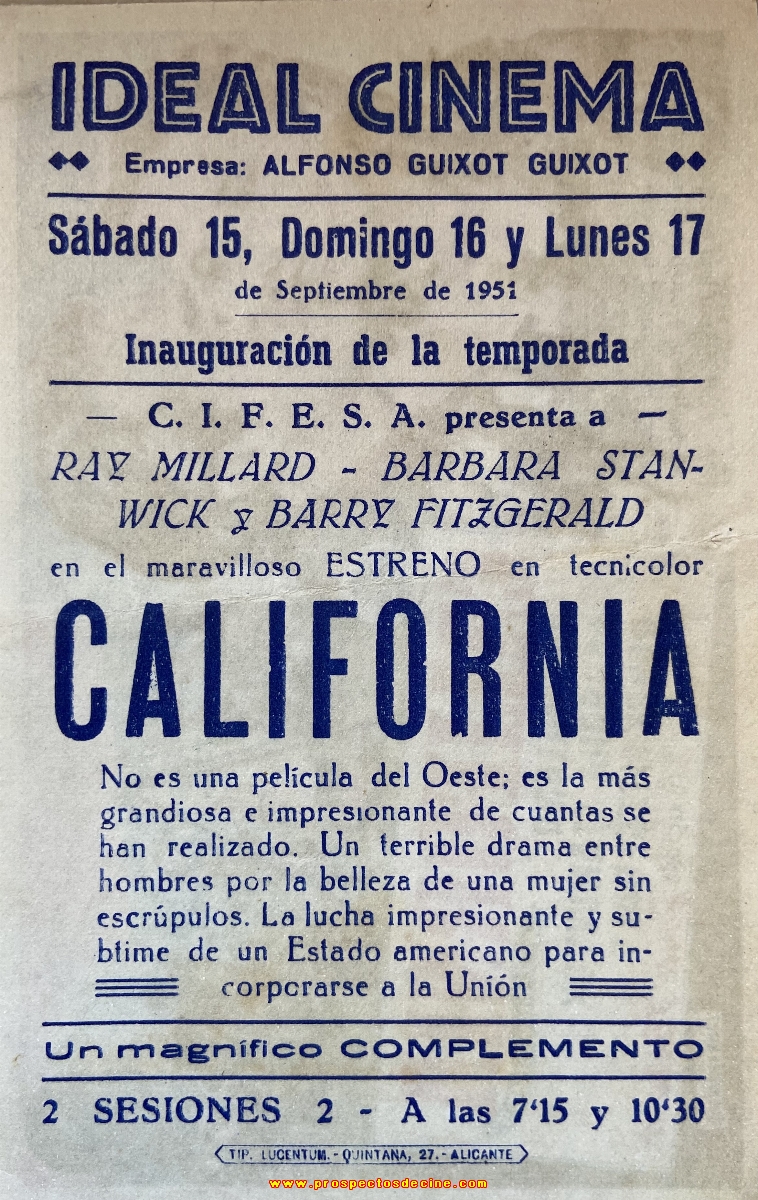 IDEAL CINEMA
Empresa: ALFONSO GUIXOT GUIXOT
Sábado 15, Domingo 16 y Lunes 17
de Septiembre de 1951
Inauguración de la temporada
— C. I. F. E. S. A. presenta a —
RAY MILLARD - BARBARA STAN-
WICK y BARRY FITZGERALD
en el maravilloso ESTRENO en tecnicolor
CALIFORNIA
No es una película del Oeste; es la más
grandiosa e impresionante de cuantas se
han realizado. Un terrible drama entre
hombres por la belleza de una mujer sin
escrúpulos. La lucha impresionante y su-
btime de un Estado americano para in-
corporarse a la Unión
Un magnífico COMPLEMENTO
2 SESIONES 2 - A las 7'15 y 10'30
TIP. LUCENTUM.-QUINTANA, 27.-ALICANTE
www.prospectosdecine.com